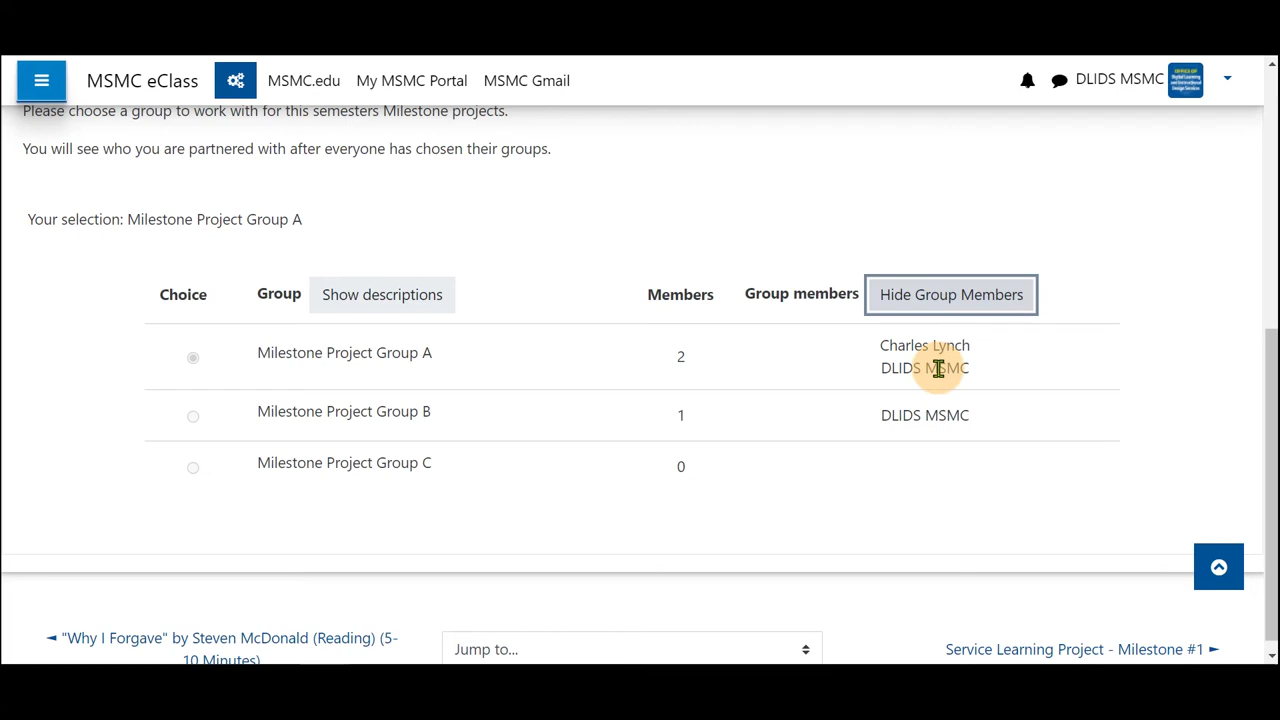 MSMC eClass MSMC.edu My MSMC Portal MSMC Gmail DLIDS MSMC
Please choose a group to work with for this semesters Milestone projects.
You will see who you are partnered with after everyone has chosen their groups.
Your selection: Milestone Project Group A
Choice Group Show descriptions Members Group members Hide Group Members
Milestone Project Group A 2 Charles Lynch
DLIDS MSMC
Milestone Project Group B 1 DLIDS MSMC
Milestone Project Group C 0
◄ "Why I Forgave" by Steven McDonald (Reading) (5-
10 Minutes)
Jump to...
Service Learning Project - Milestone #1 ►